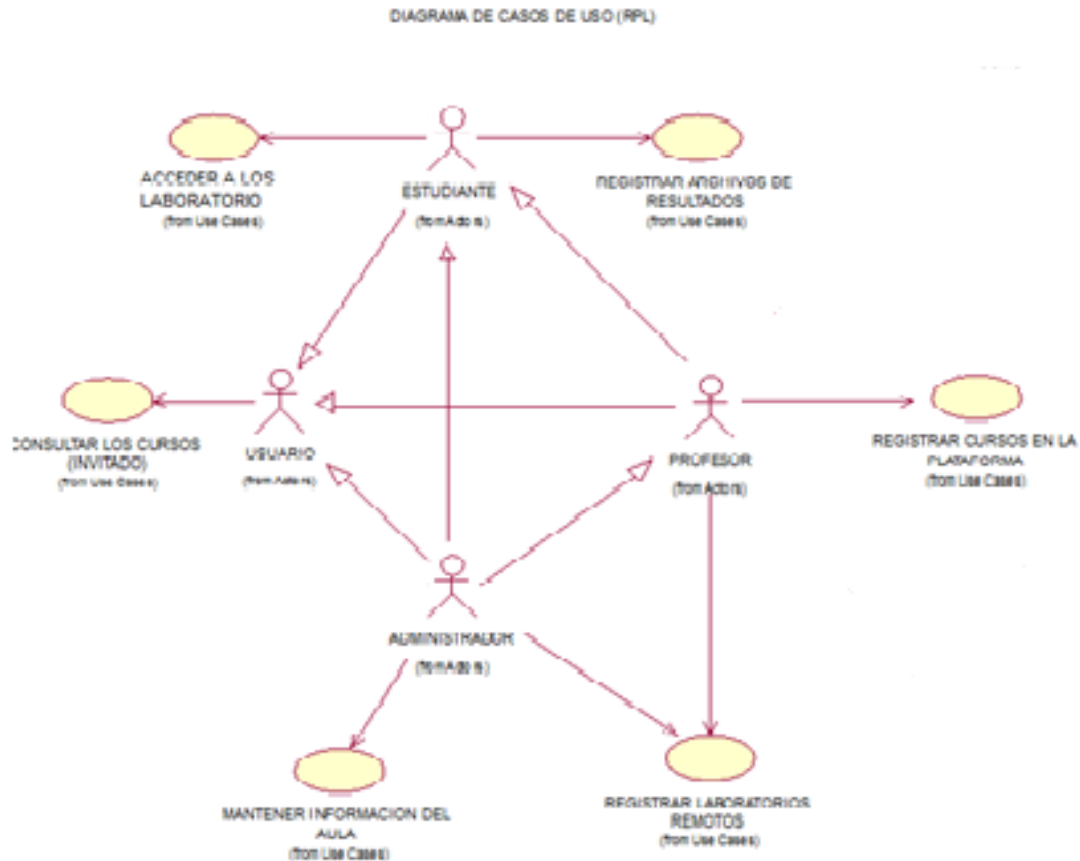 DIAGRAMA DE CASOS DE USO (RPL)
ACCEDER A LOS
LABORATORIO
(from Use Cases)
ESTUDIANTE
(from Actors)
REGISTRAR ARCHIVOS DE
RESULTADOS
(from Use Cases)
CONSULTAR LOS CURSOS
(INVITADO)
(from Use Cases)
USUARIO
(from Actors)
PROFESOR
(from Actors)
REGISTRAR CURSOS EN LA
PLATAFORMA
(from Use Cases)
ADMINISTRADOR
(from Actors)
MANTENER INFORMACION DEL
AULA
(from Use Cases)
REGISTRAR LABORATORIOS
REMOTOS
(from Use Cases)